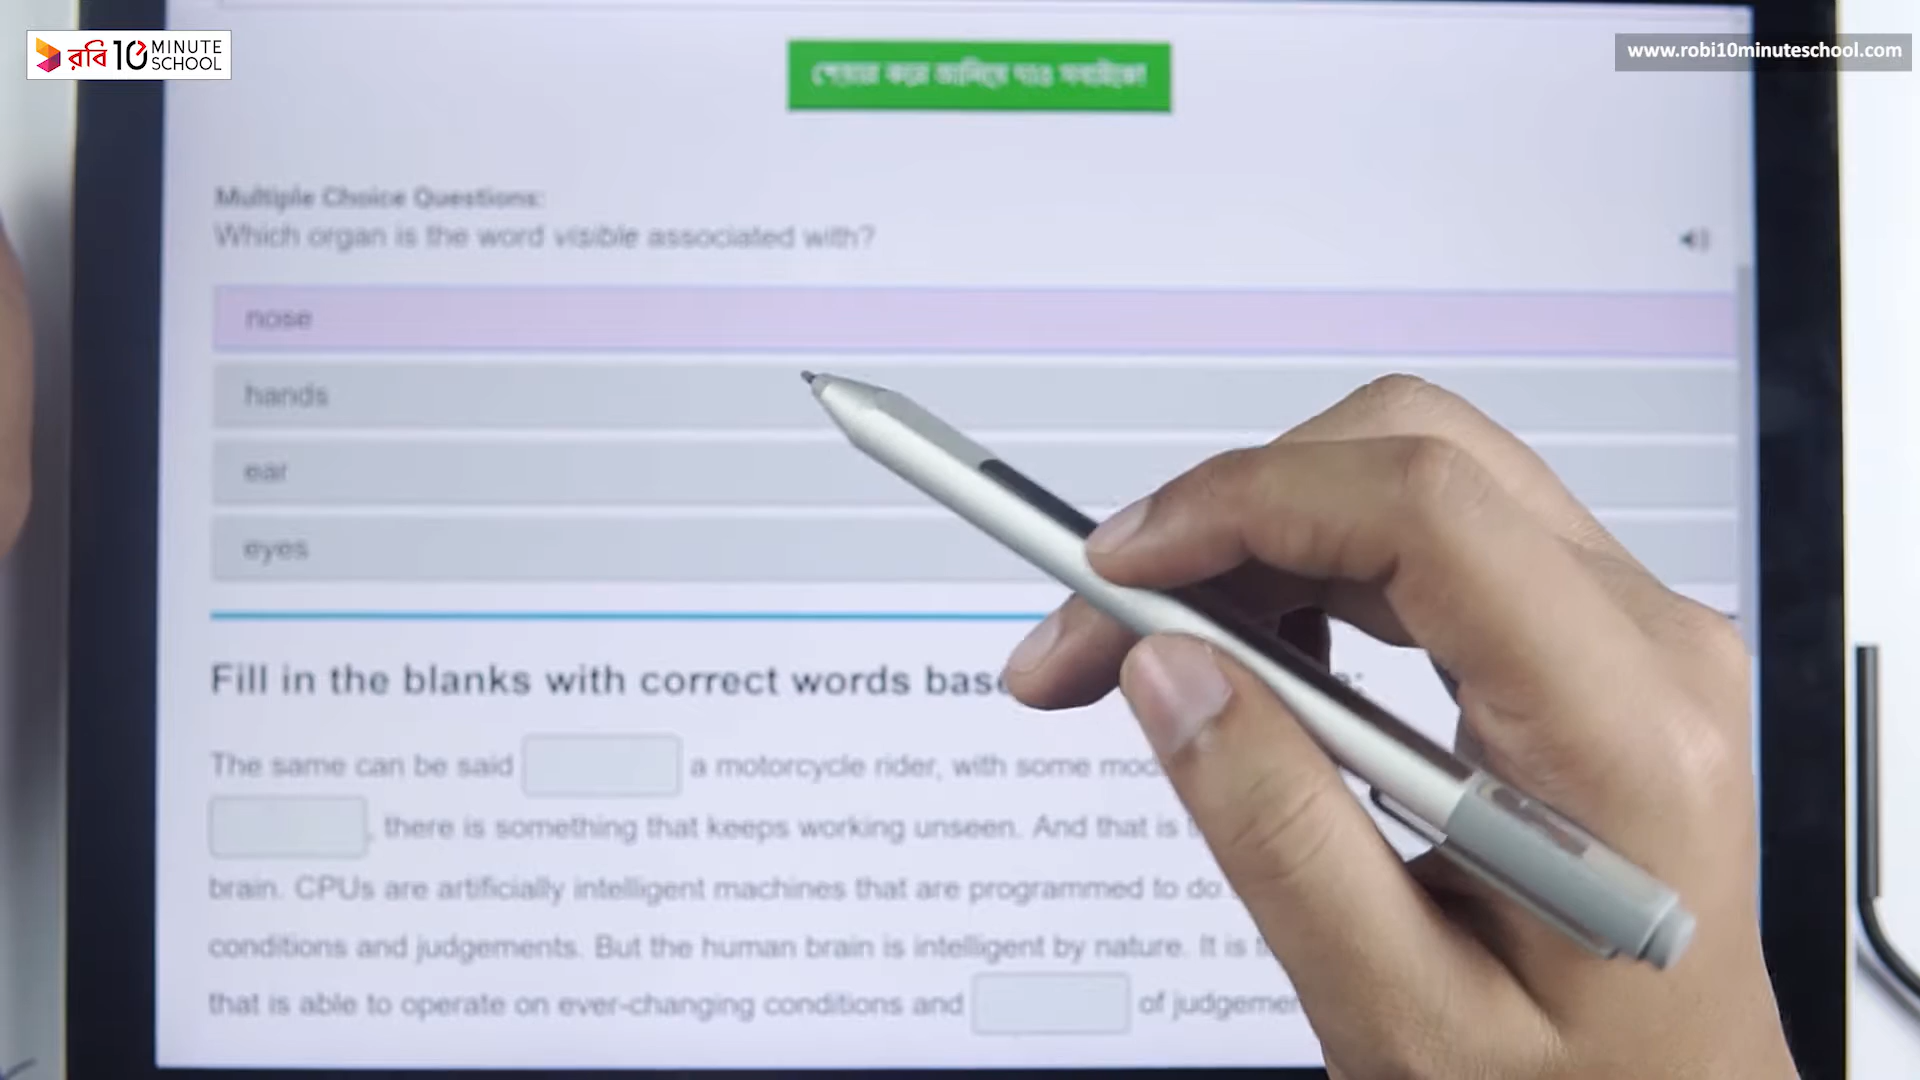 রবি 10 MINUTE SCHOOL
www.robi10minuteschool.com
শেয়ার করে জানিয়ে দাও সবাইকে!
Multiple Choice Questions:
Which organ is the word visible associated with?
nose
hands
ear
eyes
Fill in the blanks with correct words
The same can be said a motorcycle rider, with some
, there is something that keeps working unseen. And that is
brain. CPUs are artificially intelligent machines that are programmed to do
conditions and judgements. But the human brain is intelligent by nature. It is
that is able to operate on ever-changing conditions and of